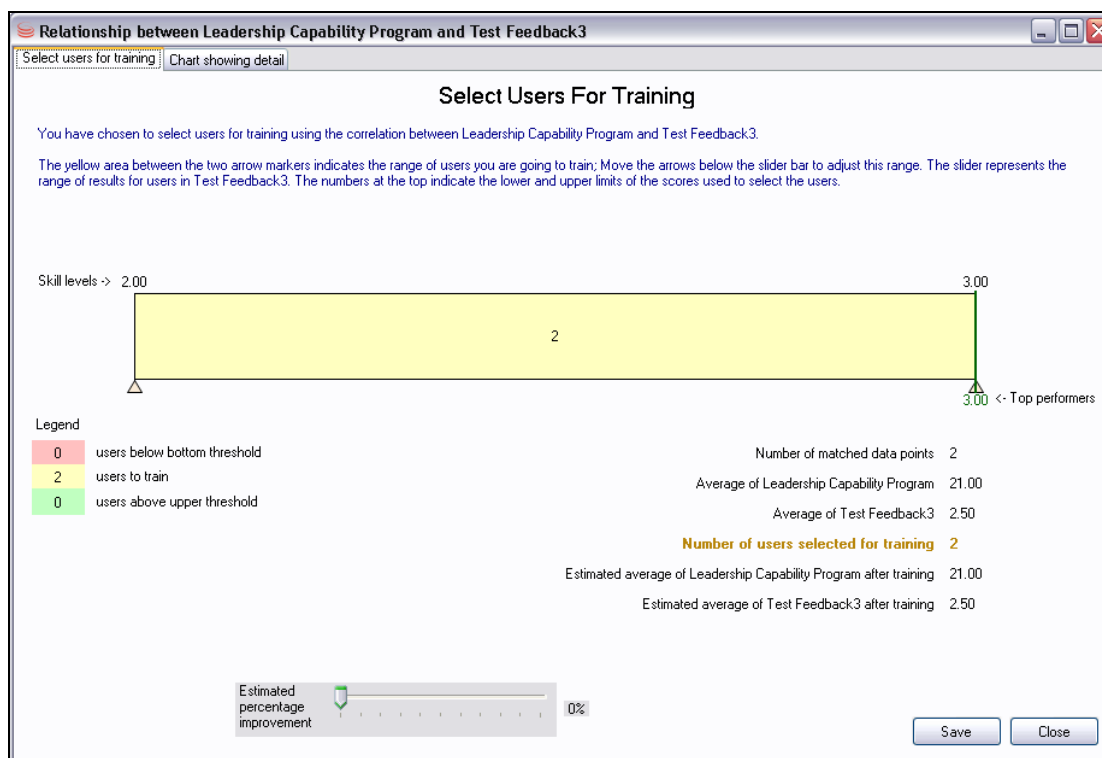 Relationship between Leadership Capability Program and Test Feedback3
Select users for training
Chart showing detail
Select Users For Training
You have chosen to select users for training using the correlation between Leadership Capability Program and Test Feedback3.
The yellow area between the two arrow markers indicates the range of users you are going to train; Move the arrows below the slider bar to adjust this range. The slider represents the
range of results for users in Test Feedback3. The numbers at the top indicate the lower and upper limits of the scores used to select the users.
Skill levels -> 2.00 3.00
2
3.00 <- Top performers
Legend
0 users below bottom threshold
2 users to train
0 users above upper threshold
Number of matched data points 2
Average of Leadership Capability Program 21.00
Average of Test Feedback3 2.50
Number of users selected for training 2
Estimated average of Leadership Capability Program after training 21.00
Estimated average of Test Feedback3 after training 2.50
Estimated
percentage
improvement
0%
Save
Close